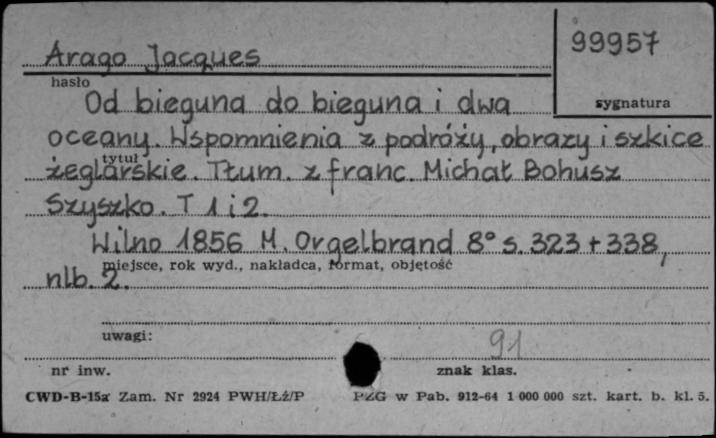 99957
Arago Jacques
hasło
sygnatura
Od bieguna do bieguna i dwa
oceany. Wspomnienia z podróży, obrazy i szkice
tytuł
żeglarskie. Tłum. z franc. Michał Bohusz
Szyszko. T 1 i 2.
Wilno 1856 M. Orgelbrand 8° s. 323 + 338,
miejsce, rok wyd., nakładca, format, objętość
nlb. 2.
uwagi:
91
nr inw.
znak klas.
CWD-B-15a Zam. Nr 2924 PWH/Łź/P PZG w Pab. 912-64 1 000 000 szt. kart. b. kl. 5.